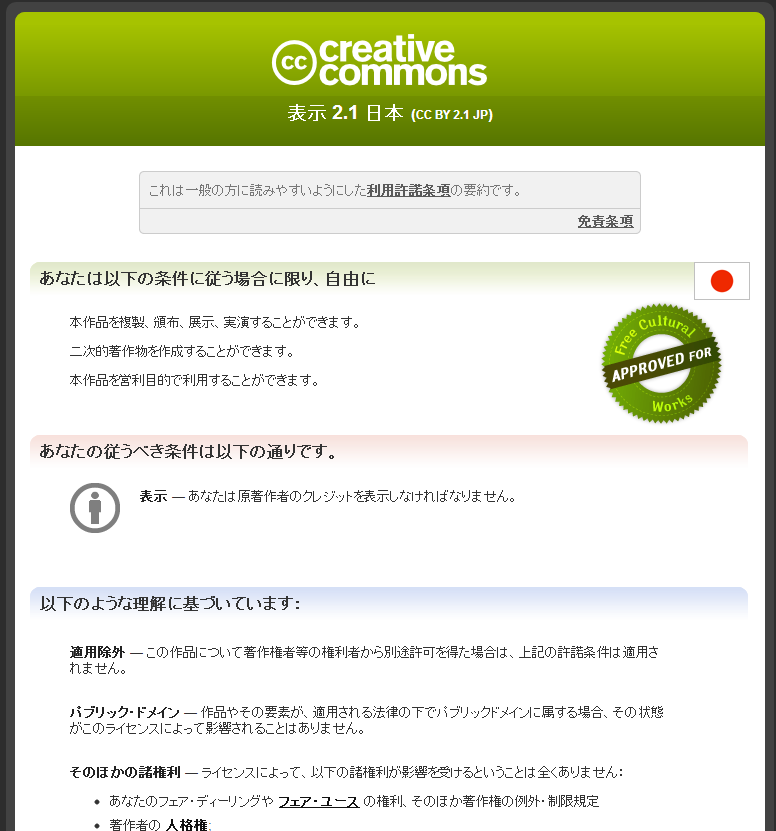 cc creative
commons
表示 2.1 日本 (CC BY 2.1 JP)
これは一般の方に読みやすいようにした利用許諾条項の要約です。
免責条項
あなたは以下の条件に従う場合に限り、自由に
本作品を複製、頒布、展示、実演することができます。
二次的著作物を作成することができます。
本作品を営利目的で利用することができます。
Free Cultural
APPROVED FOR
Works
あなたの従うべき条件は以下の通りです。
表示 — あなたは原著作者のクレジットを表示しなければなりません。
以下のような理解に基づいています:
適用除外 — この作品について著作権者等の権利者から別途許可を得た場合は、上記の許諾条件は適用さ
れません。
パブリック・ドメイン — 作品やその要素が、適用される法律の下でパブリックドメインに属する場合、その状態
がこのライセンスによって影響されることはありません。
そのほかの諸権利 — ライセンスによって、以下の諸権利が影響を受けるということは全くありません:
• あなたのフェア・ディーリングや フェア・ユース の権利、そのほか著作権の例外・制限規定
• 著作者の 人格権;